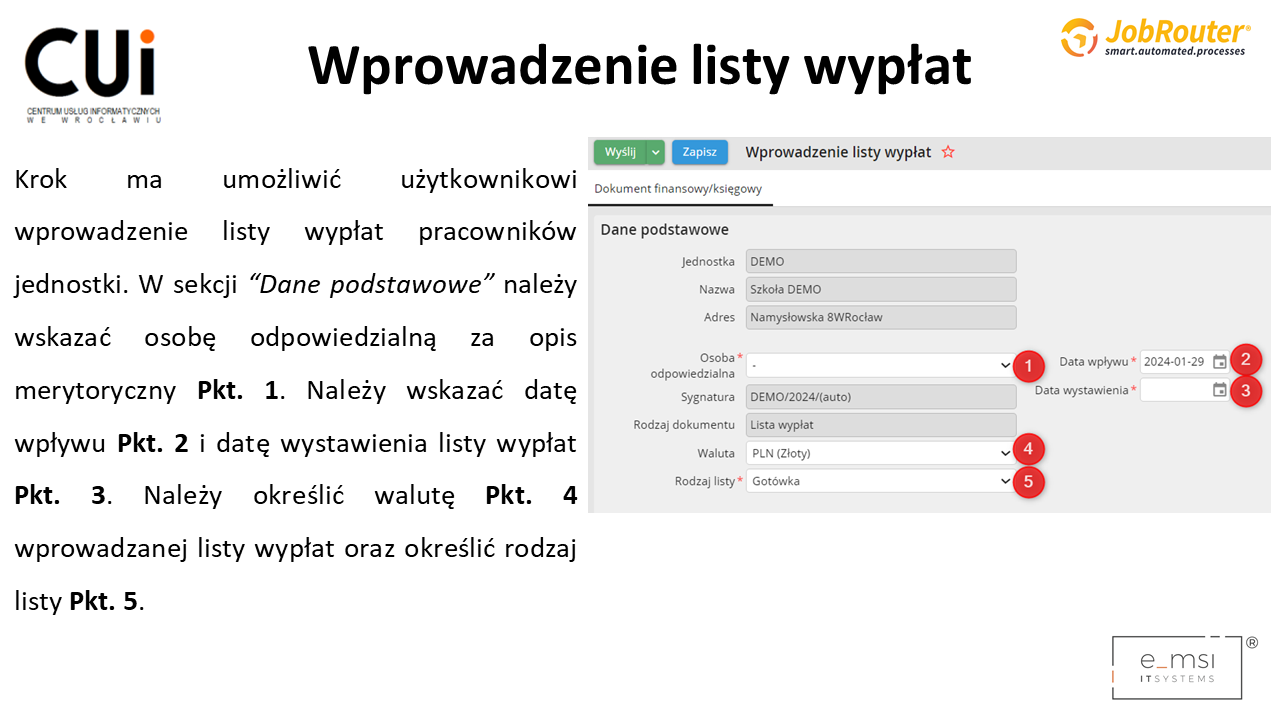 CUi
CENTRUM USŁUG INFORMATYCZNYCH
WE WROCŁAWIU
Wprowadzenie listy wypłat
JobRouter®
smart.automated.processes
Krok ma umożliwić użytkownikowi
wprowadzenie listy wypłat pracowników
jednostki. W sekcji “Dane podstawowe” należy
wskazać osobę odpowiedzialną za opis
merytoryczny Pkt. 1. Należy wskazać datę
wpływu Pkt. 2 i datę wystawienia listy wypłat
Pkt. 3. Należy określić walutę Pkt. 4
wprowadzanej listy wypłat oraz określić rodzaj
listy Pkt. 5.
Wyślij Zapisz Wprowadzenie listy wypłat
Dokument finansowy/księgowy
Dane podstawowe
Jednostka DEMO
Nazwa Szkoła DEMO
Adres Namysłowska 8WRocław
Osoba odpowiedzialna * - 1
Data wpływu * 2024-01-29 2
Sygnatura DEMO/2024/(auto)
Data wystawienia * 3
Rodzaj dokumentu Lista wypłat
Waluta PLN (Złoty) 4
Rodzaj listy * Gotówka 5
e_msi ®
ITSYSTEMS